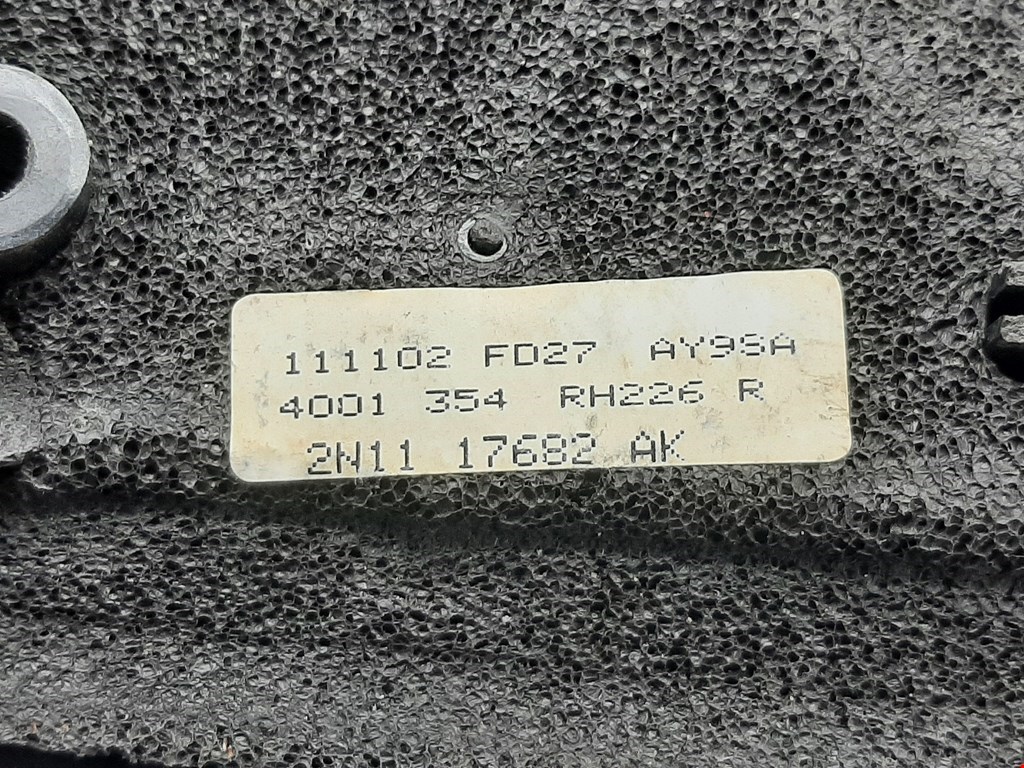 111102 FD27 AY9SA
4001 354 RH226 R
2N11 17682 AK